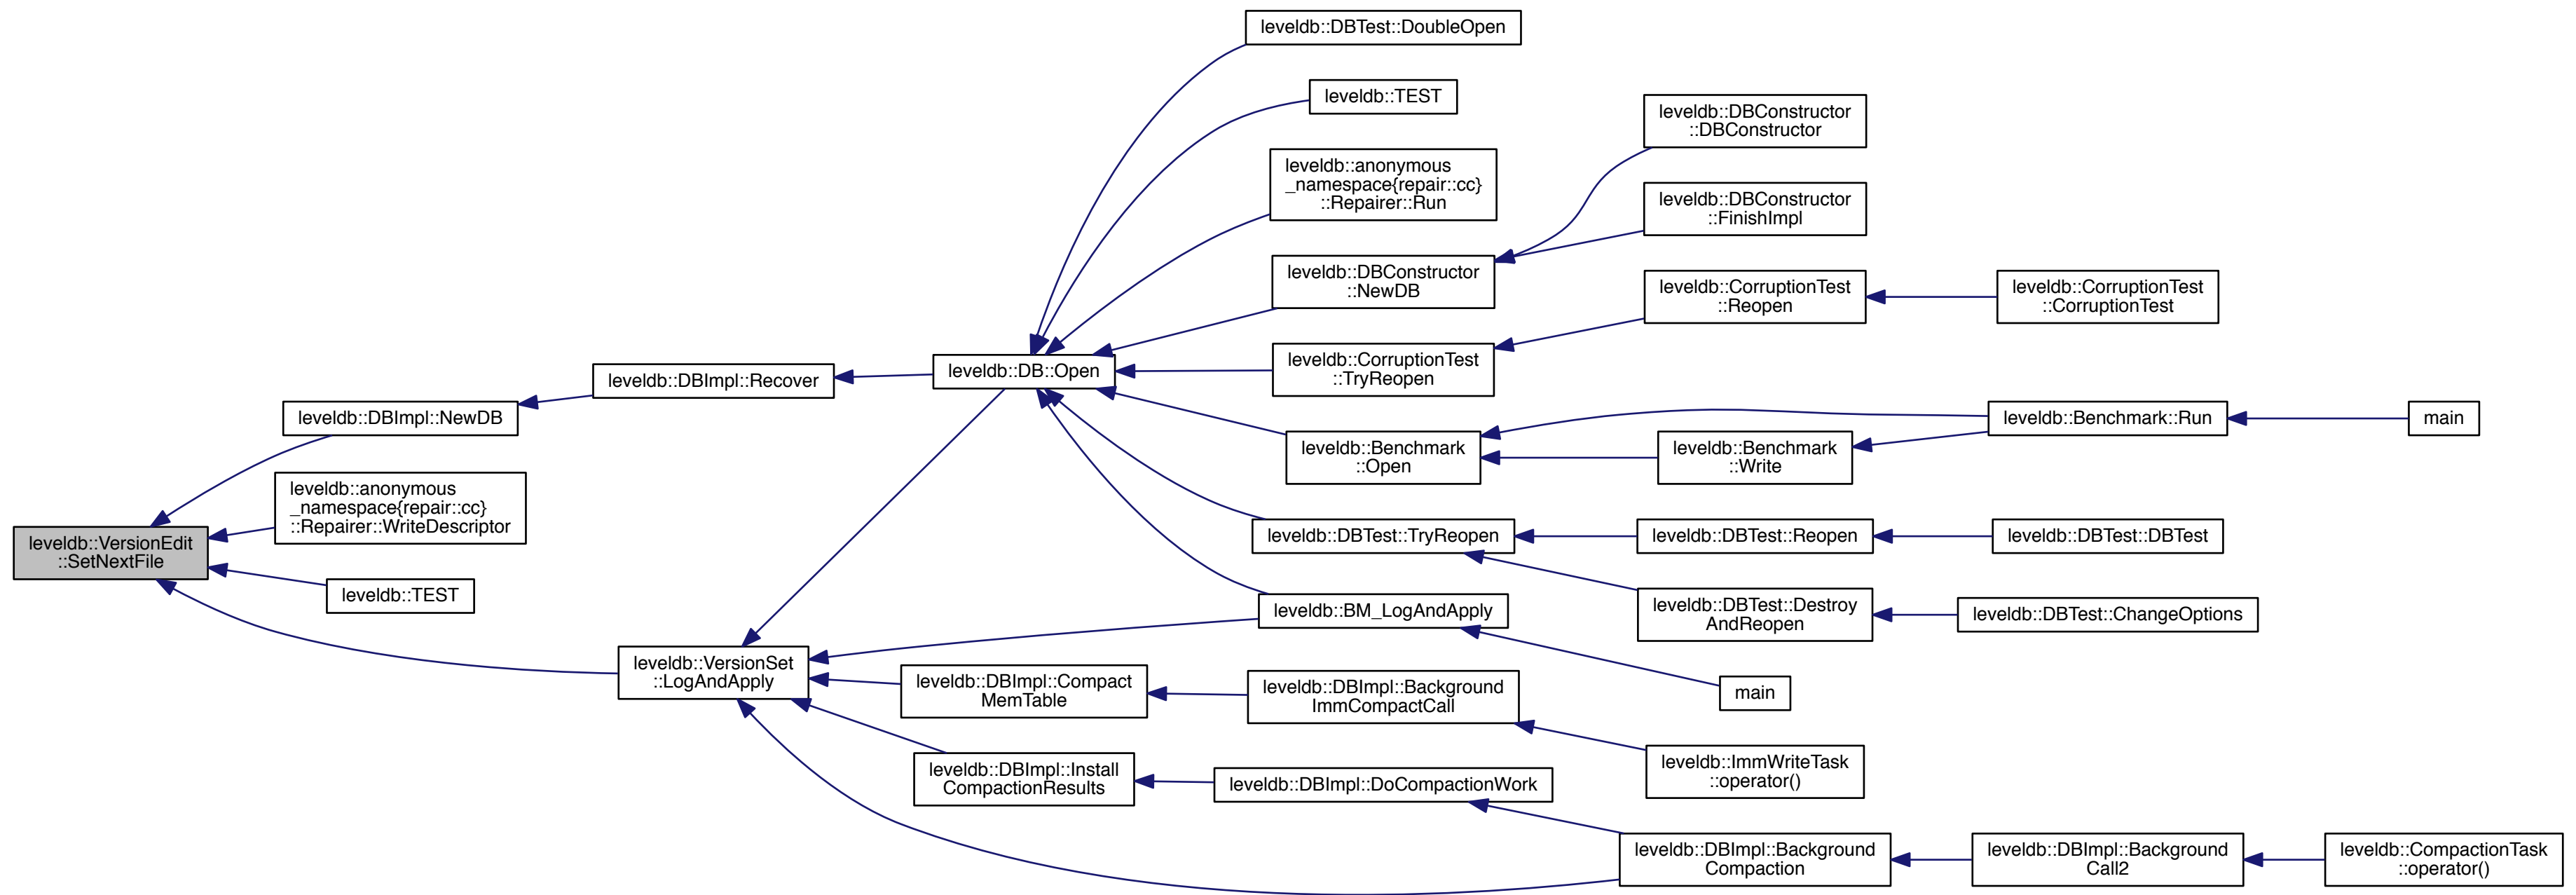 leveldb::DBTest::DoubleOpen
leveldb::TEST
leveldb::DBConstructor
::DBConstructor
leveldb::anonymous
_namespace{repair::cc}
::Repairer::Run
leveldb::DBConstructor
::FinishImpl
leveldb::DBConstructor
::NewDB
leveldb::CorruptionTest
::Reopen
leveldb::CorruptionTest
::CorruptionTest
leveldb::CorruptionTest
::TryReopen
leveldb::DB::Open
leveldb::DBImpl::Recover
leveldb::DBImpl::NewDB
leveldb::Benchmark
::Open
leveldb::Benchmark
::Write
leveldb::Benchmark::Run
main
leveldb::anonymous
_namespace{repair::cc}
::Repairer::WriteDescriptor
leveldb::VersionEdit
::SetNextFile
leveldb::TEST
leveldb::DBTest::TryReopen
leveldb::DBTest::Reopen
leveldb::DBTest::DBTest
leveldb::BM_LogAndApply
leveldb::DBTest::Destroy
AndReopen
leveldb::DBTest::ChangeOptions
leveldb::VersionSet
::LogAndApply
leveldb::DBImpl::Compact
MemTable
leveldb::DBImpl::Background
ImmCompactCall
main
leveldb::ImmWriteTask
::operator()
leveldb::DBImpl::Install
CompactionResults
leveldb::DBImpl::DoCompactionWork
leveldb::DBImpl::Background
Compaction
leveldb::DBImpl::Background
Call2
leveldb::CompactionTask
::operator()